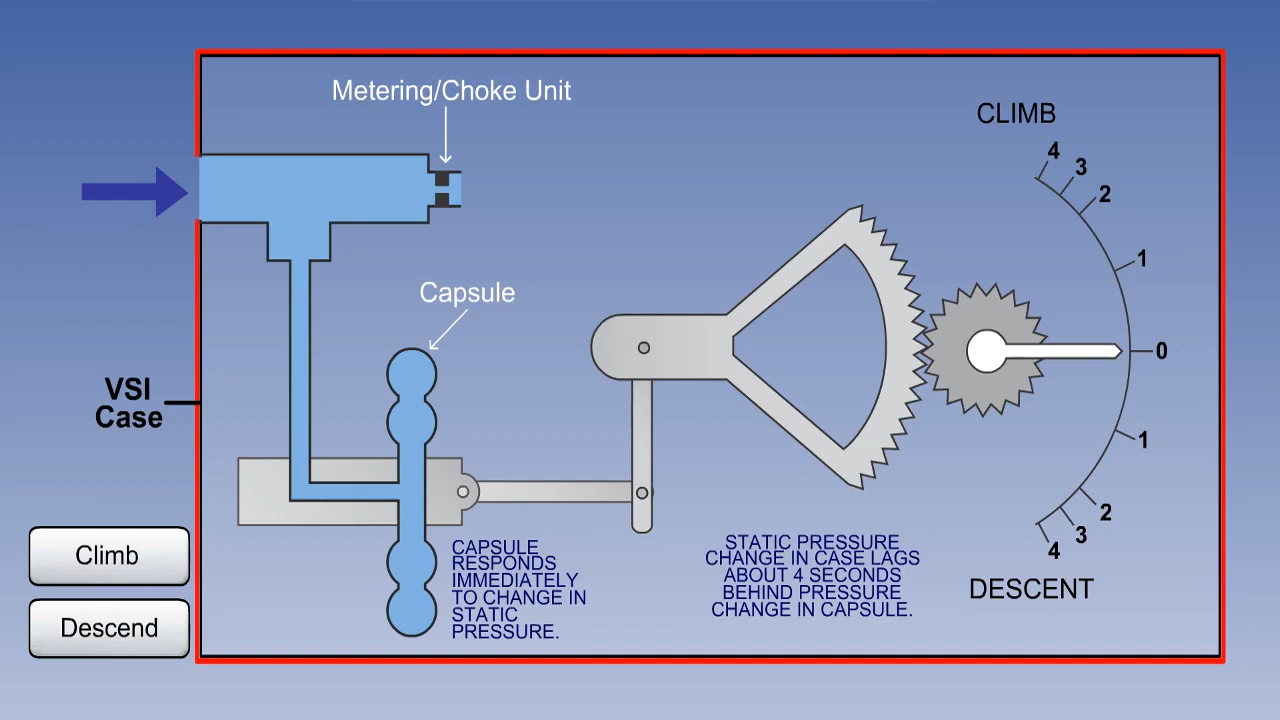 Metering/Choke Unit
CLIMB
4
3
2
1
0
1
2
3
4
DESCENT
Capsule
VSI
Case
Climb
Descend
CAPSULE
RESPONDS
IMMEDIATELY
TO CHANGE IN
STATIC
PRESSURE.
STATIC PRESSURE
CHANGE IN CASE LAGS
ABOUT 4 SECONDS
BEHIND PRESSURE
CHANGE IN CAPSULE.